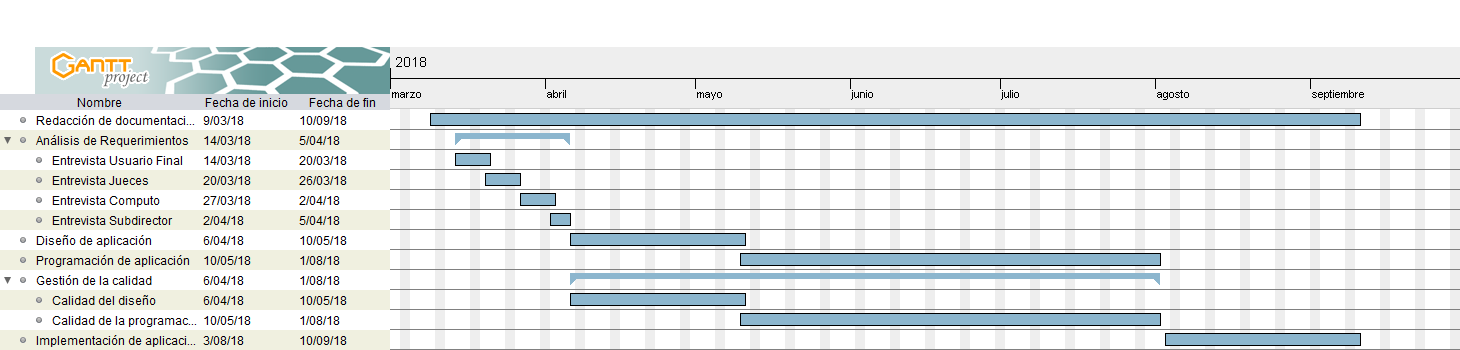 GANTT
project
2018
Nombre Fecha de inicio Fecha de fin marzo abril mayo junio julio agosto septiembre
Redacción de documentaci... 9/03/18 10/09/18
Análisis de Requerimientos 14/03/18 5/04/18
Entrevista Usuario Final 14/03/18 20/03/18
Entrevista Jueces 20/03/18 26/03/18
Entrevista Computo 27/03/18 2/04/18
Entrevista Subdirector 2/04/18 5/04/18
Diseño de aplicación 6/04/18 10/05/18
Programación de aplicación 10/05/18 1/08/18
Gestión de la calidad 6/04/18 1/08/18
Calidad del diseño 6/04/18 10/05/18
Calidad de la programac... 10/05/18 1/08/18
Implementación de aplicaci... 3/08/18 10/09/18